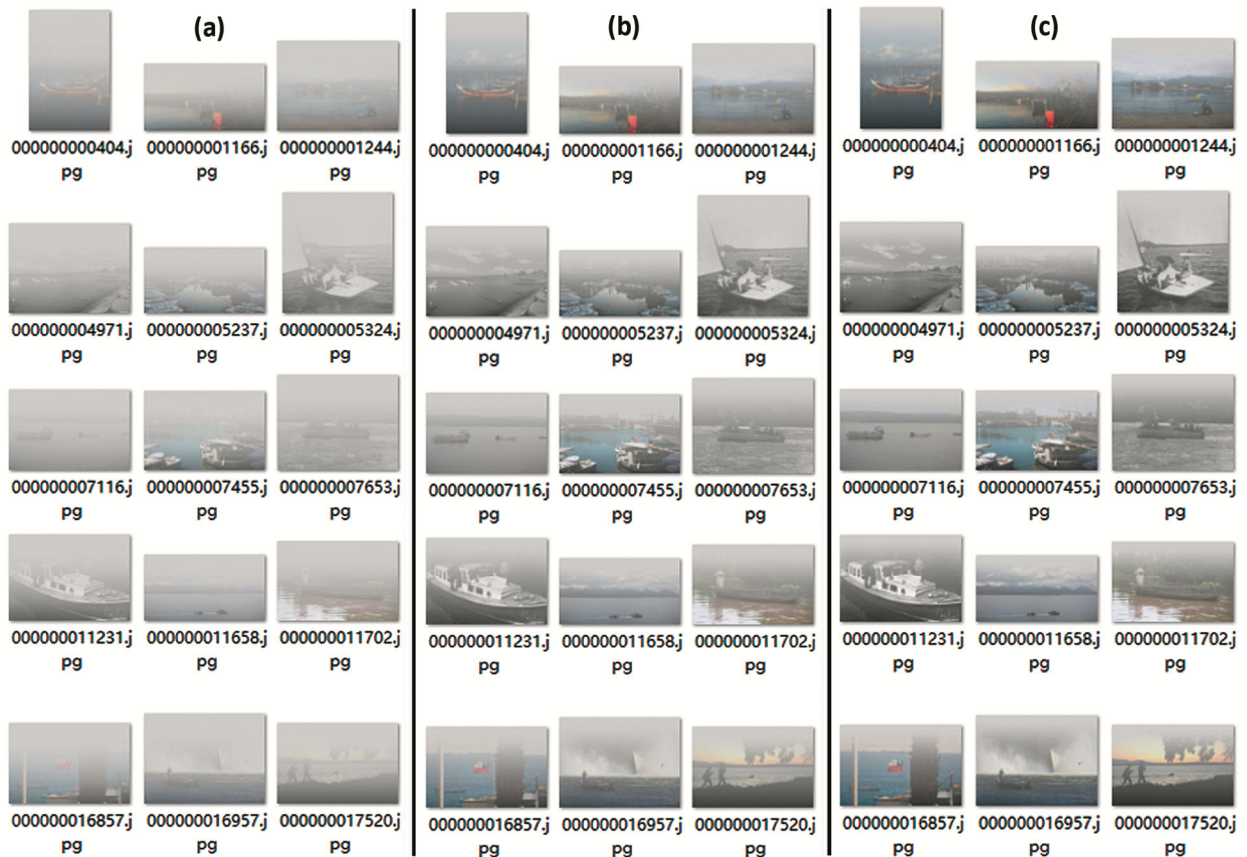 (a)
000000000404.j
pg
000000001166.j
pg
000000001244.j
pg
000000004971.j
pg
000000005237.j
pg
000000005324.j
pg
000000007116.j
pg
000000007455.j
pg
000000007653.j
pg
000000011231.j
pg
000000011658.j
pg
000000011702.j
pg
000000016857.j
pg
000000016957.j
pg
000000017520.j
pg
(b)
000000000404.j
pg
000000001166.j
pg
000000001244.j
pg
000000004971.j
pg
000000005237.j
pg
000000005324.j
pg
000000007116.j
pg
000000007455.j
pg
000000007653.j
pg
000000011231.j
pg
000000011658.j
pg
000000011702.j
pg
000000016857.j
pg
000000016957.j
pg
000000017520.j
pg
(c)
000000000404.j
pg
000000001166.j
pg
000000001244.j
pg
000000004971.j
pg
000000005237.j
pg
000000005324.j
pg
000000007116.j
pg
000000007455.j
pg
000000007653.j
pg
000000011231.j
pg
000000011658.j
pg
000000011702.j
pg
000000016857.j
pg
000000016957.j
pg
000000017520.j
pg